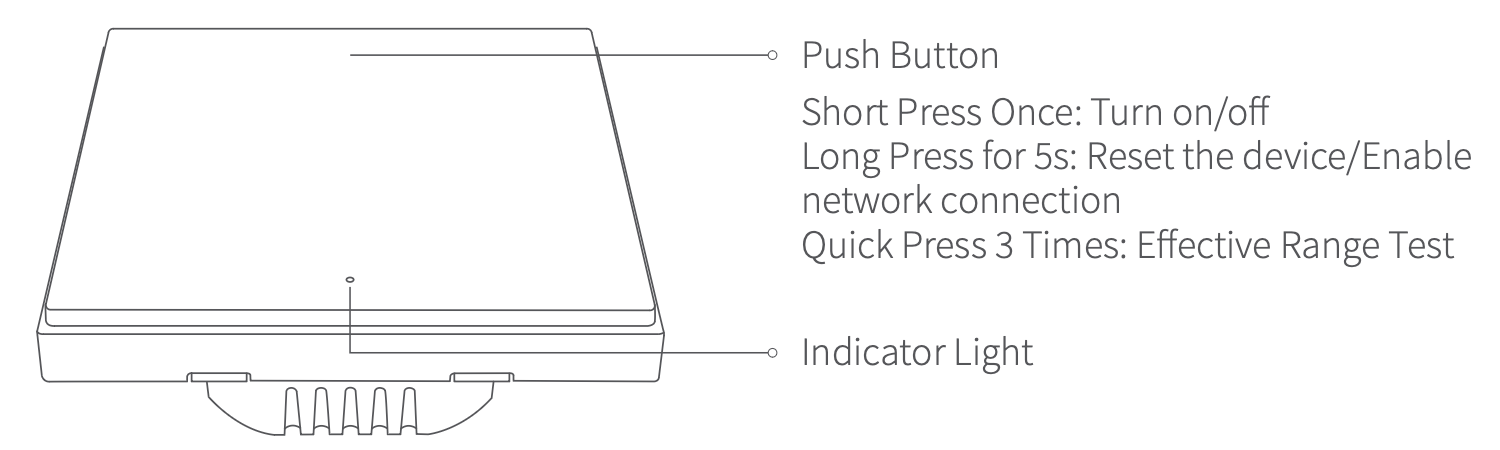 Push Button
Short Press Once: Turn on/off
Long Press for 5s: Reset the device/Enable
network connection
Quick Press 3 Times: Effective Range Test
Indicator Light